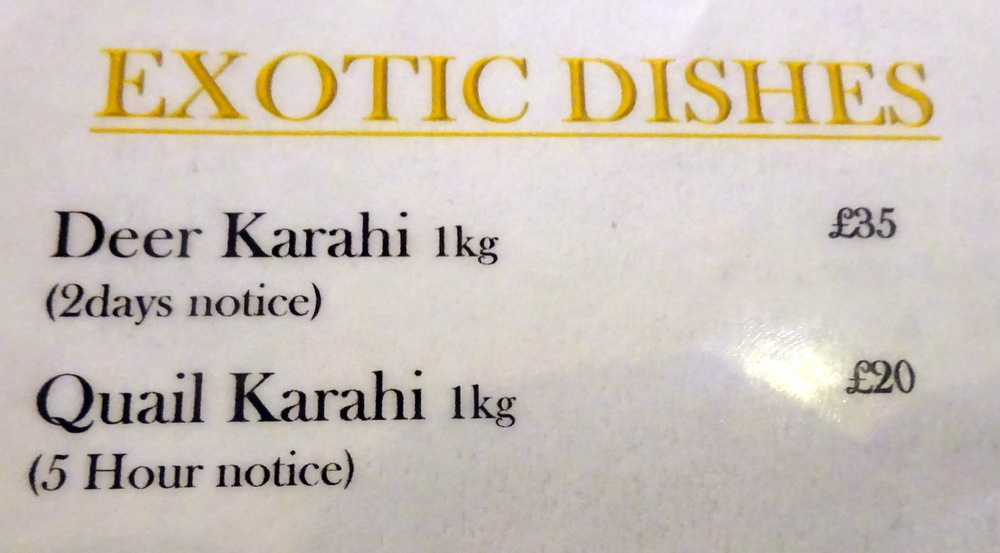 EXOTIC DISHES
Deer Karahi 1kg £35
(2days notice)
Quail Karahi 1kg £20
(5 Hour notice)